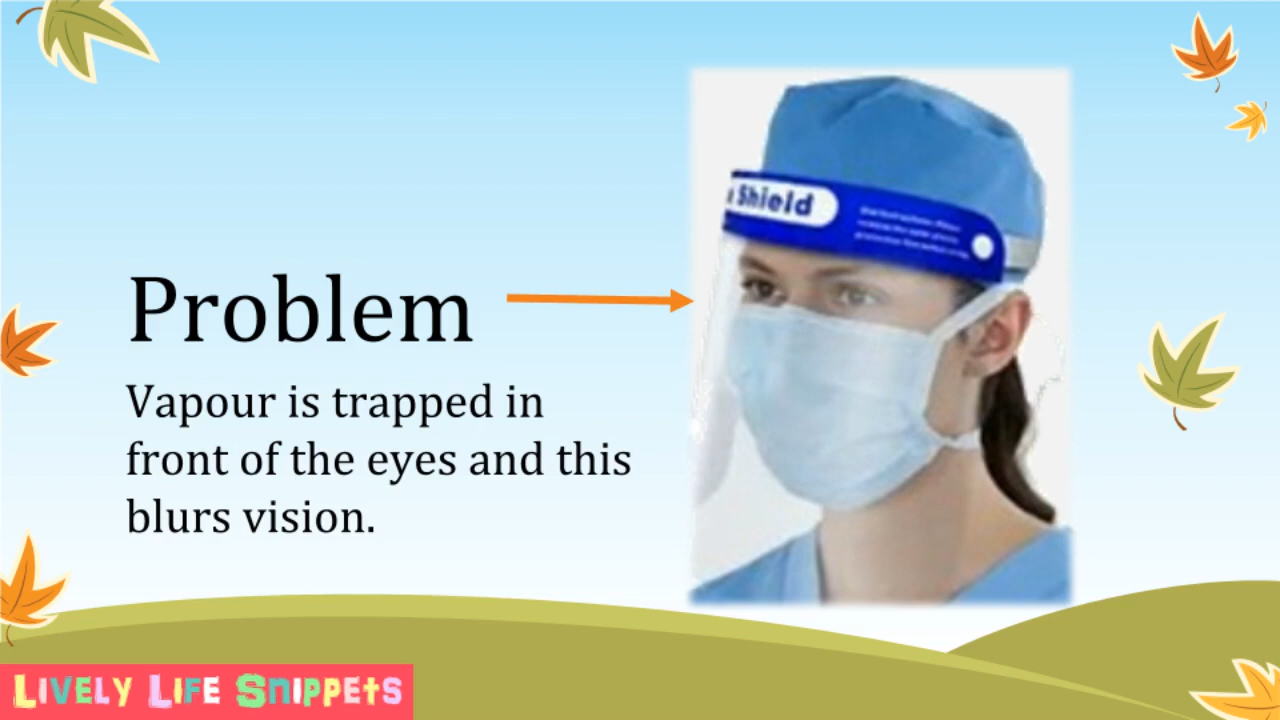 Shield
Problem
Vapour is trapped in
front of the eyes and this
blurs vision.
LIVELY LIFE SNIPPETS